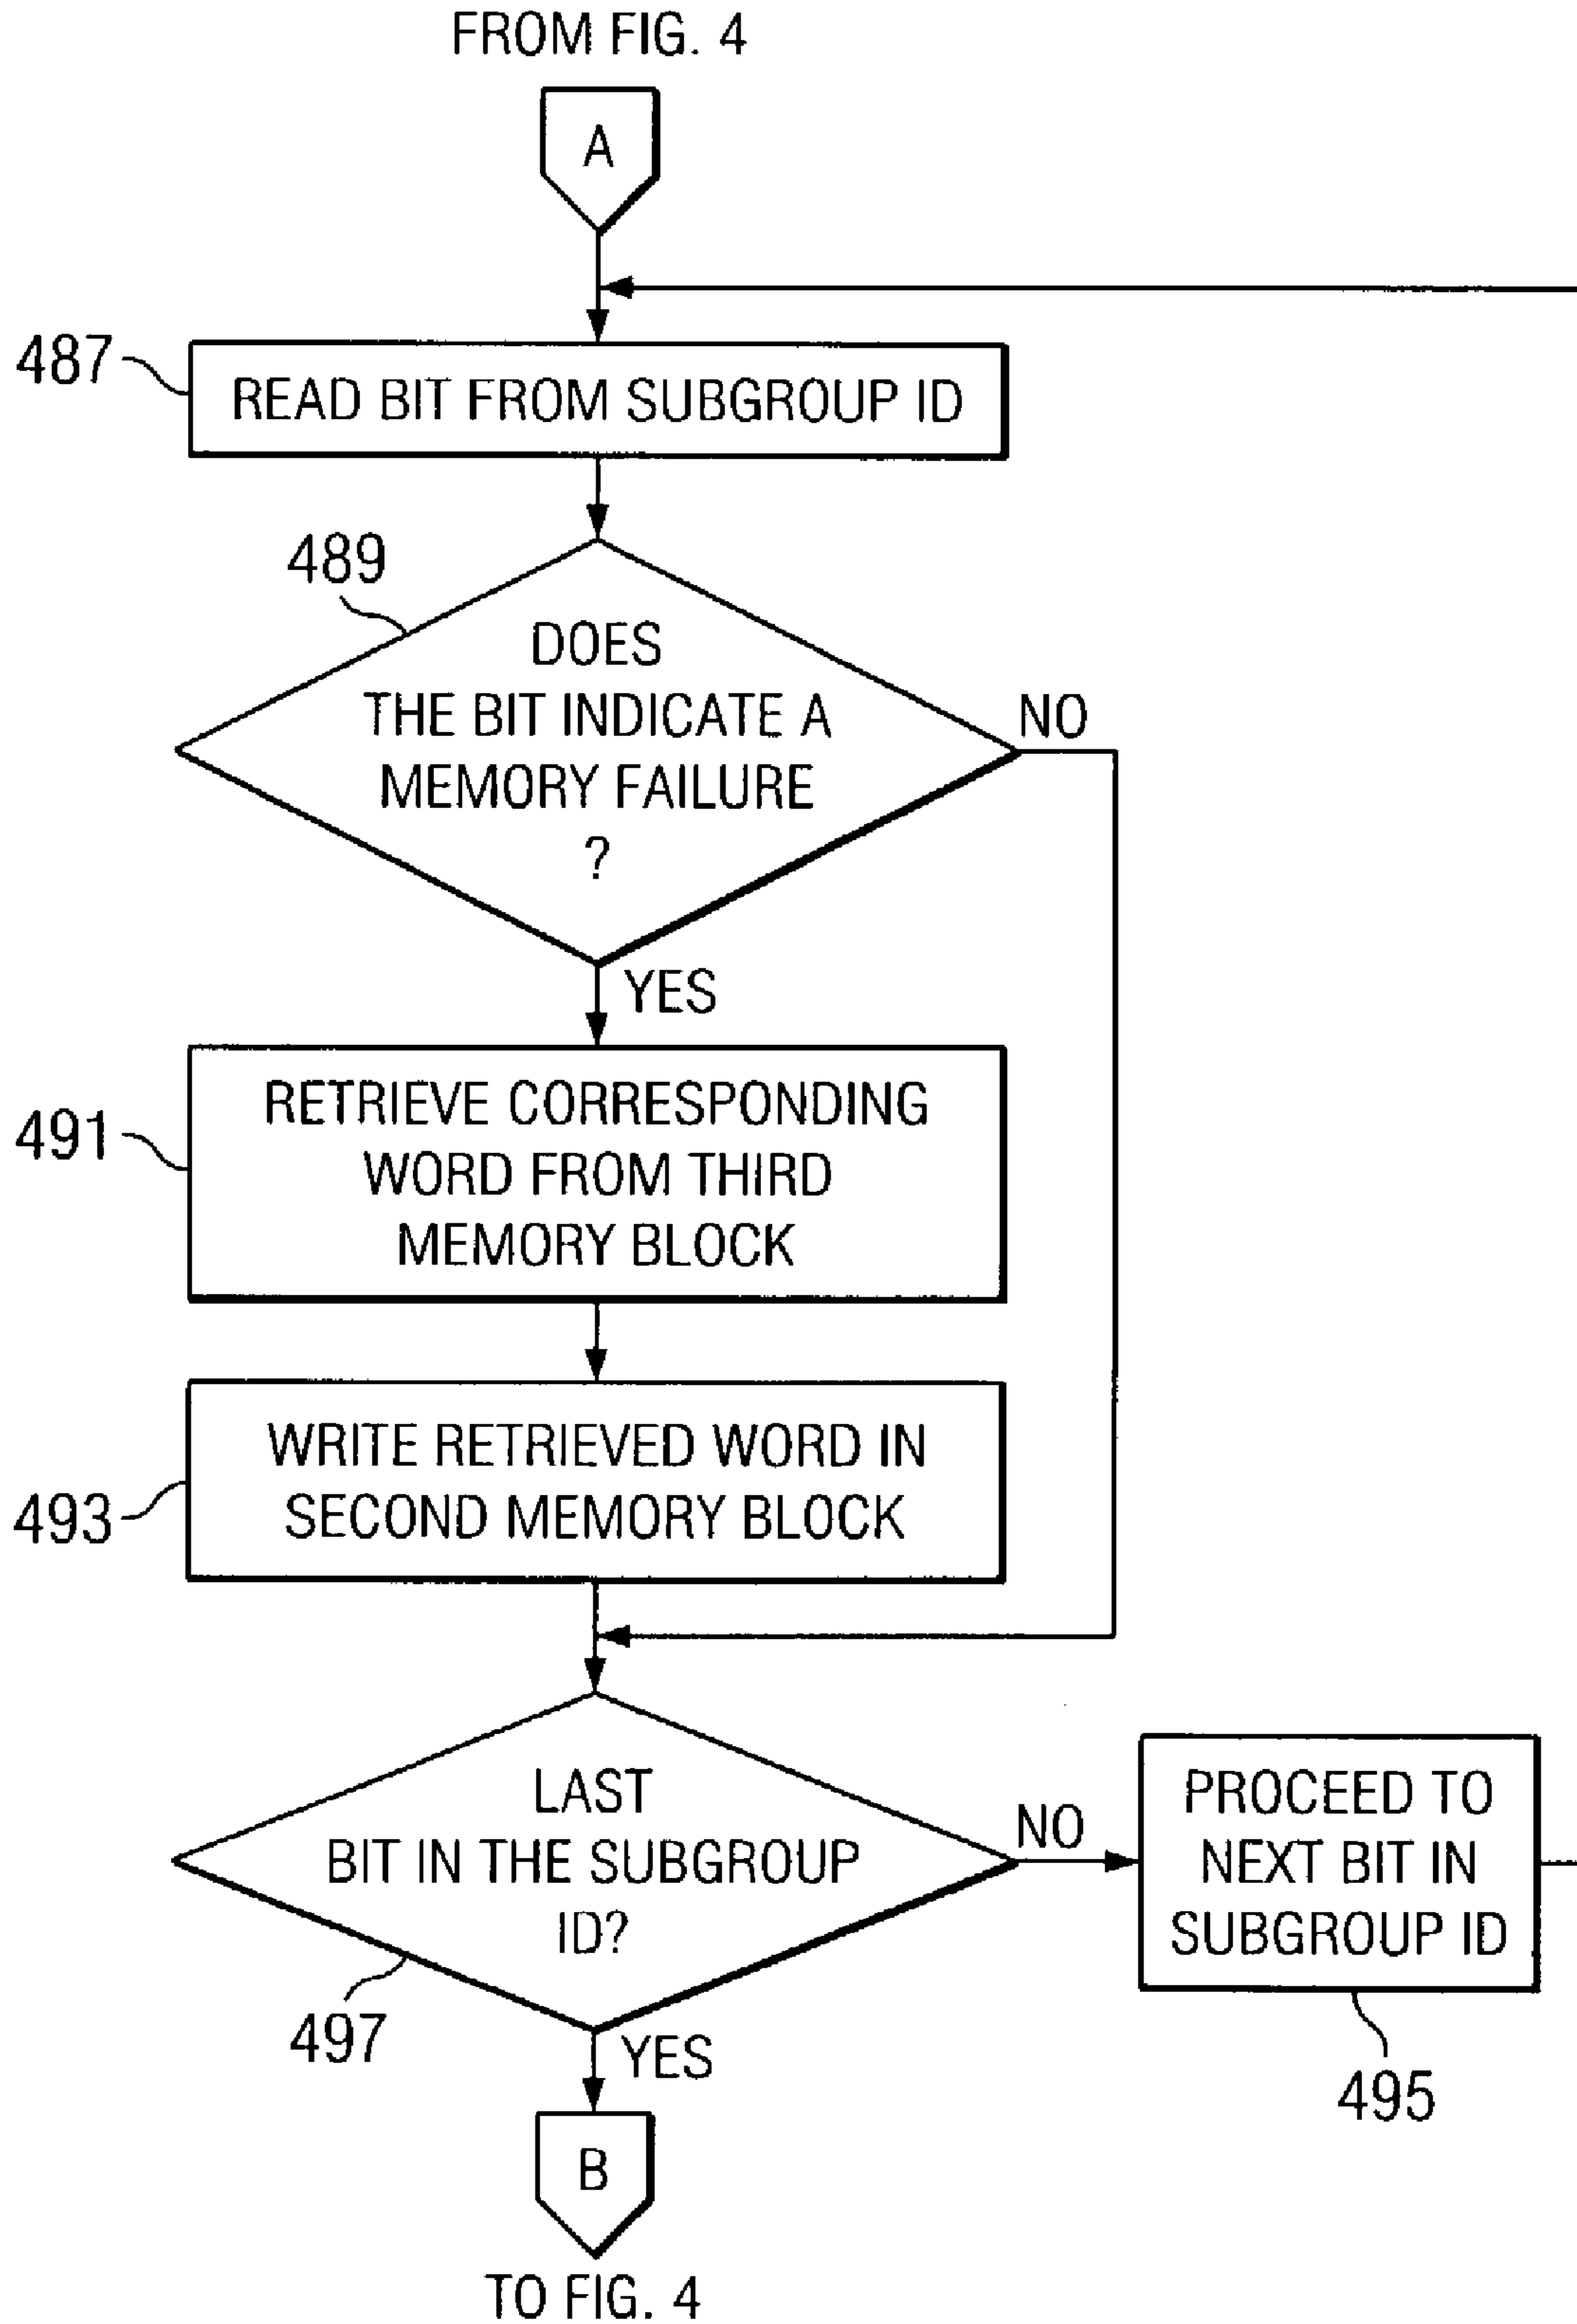 FROM FIG. 4
A
487
READ BIT FROM SUBGROUP ID
489
DOES
THE BIT INDICATE A
MEMORY FAILURE
?
NO
YES
491
RETRIEVE CORRESPONDING
WORD FROM THIRD
MEMORY BLOCK
493
WRITE RETRIEVED WORD IN
SECOND MEMORY BLOCK
LAST
BIT IN THE SUBGROUP
ID?
497
NO
PROCEED TO
NEXT BIT IN
SUBGROUP ID
495
YES
B
TO FIG. 4